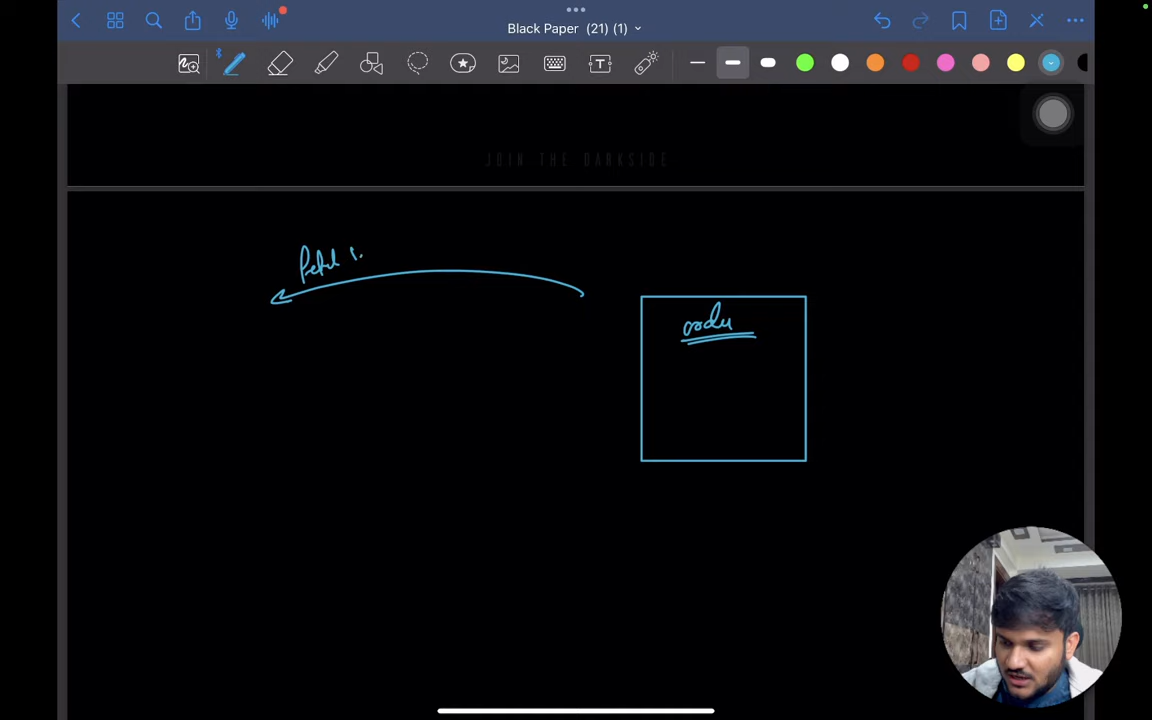 Black Paper (21) (1)
JOIN THE DARKSIDE
Fetch
order